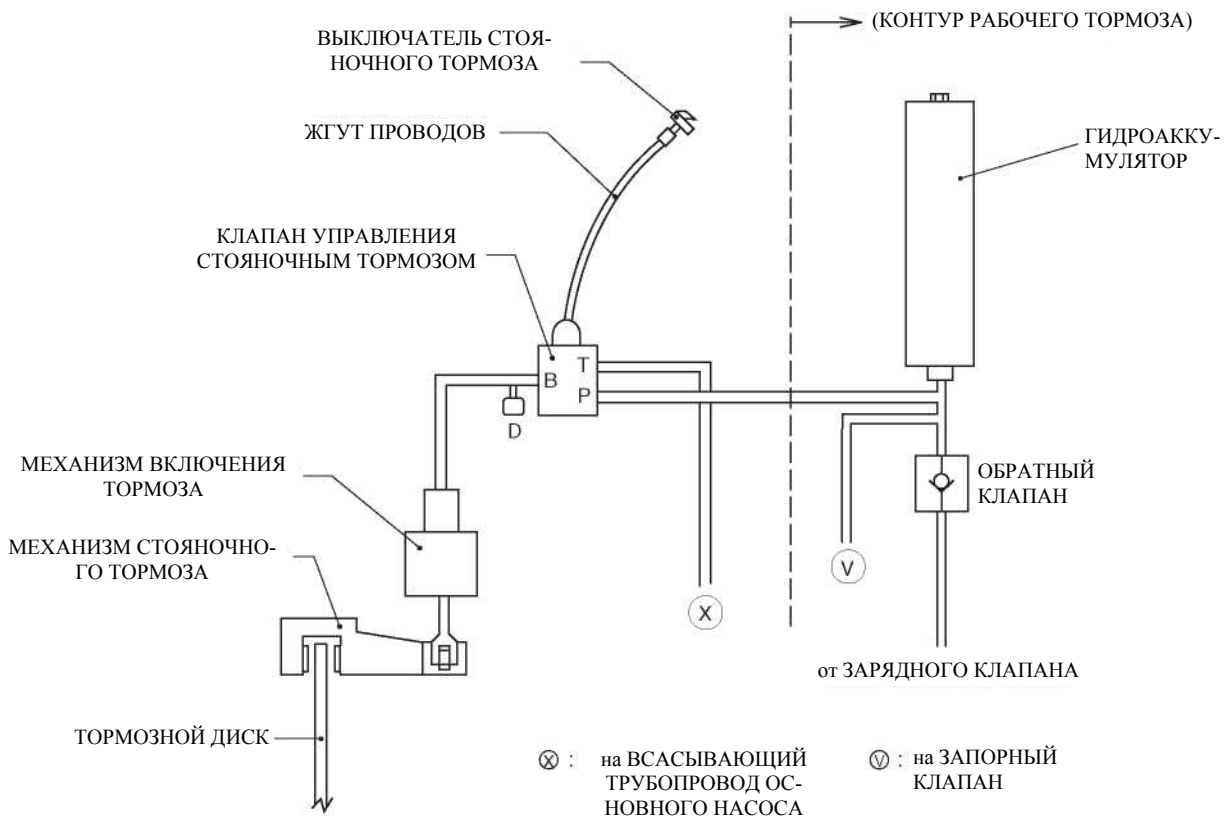 (КОНТУР РАБОЧЕГО ТОРМОЗА)
ВЫКЛЮЧАТЕЛЬ СТОЯ-
НОЧНОГО ТОРМОЗА
ЖГУТ ПРОВОДОВ
ГИДРОАККУ-
МУЛЯТОР
КЛАПАН УПРАВЛЕНИЯ
СТОЯНОЧНЫМ ТОРМОЗОМ
T
B
P
D
МЕХАНИЗМ ВКЛЮЧЕНИЯ
ТОРМОЗА
ОБРАТНЫЙ
КЛАПАН
МЕХАНИЗМ СТОЯНОЧНО-
ГО ТОРМОЗА
V
X
от ЗАРЯДНОГО КЛАПАНА
ТОРМОЗНОЙ ДИСК
X : на ВСАСЫВАЮЩИЙ
ТРУБОПРОВОД ОС-
НОВНОГО НАСОСА
V : на ЗАПОРНЫЙ
КЛАПАН